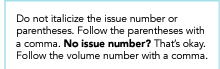 Do not italicize the issue number or
parentheses. Follow the parentheses with
a comma. No issue number? That's okay.
Follow the volume number with a comma.